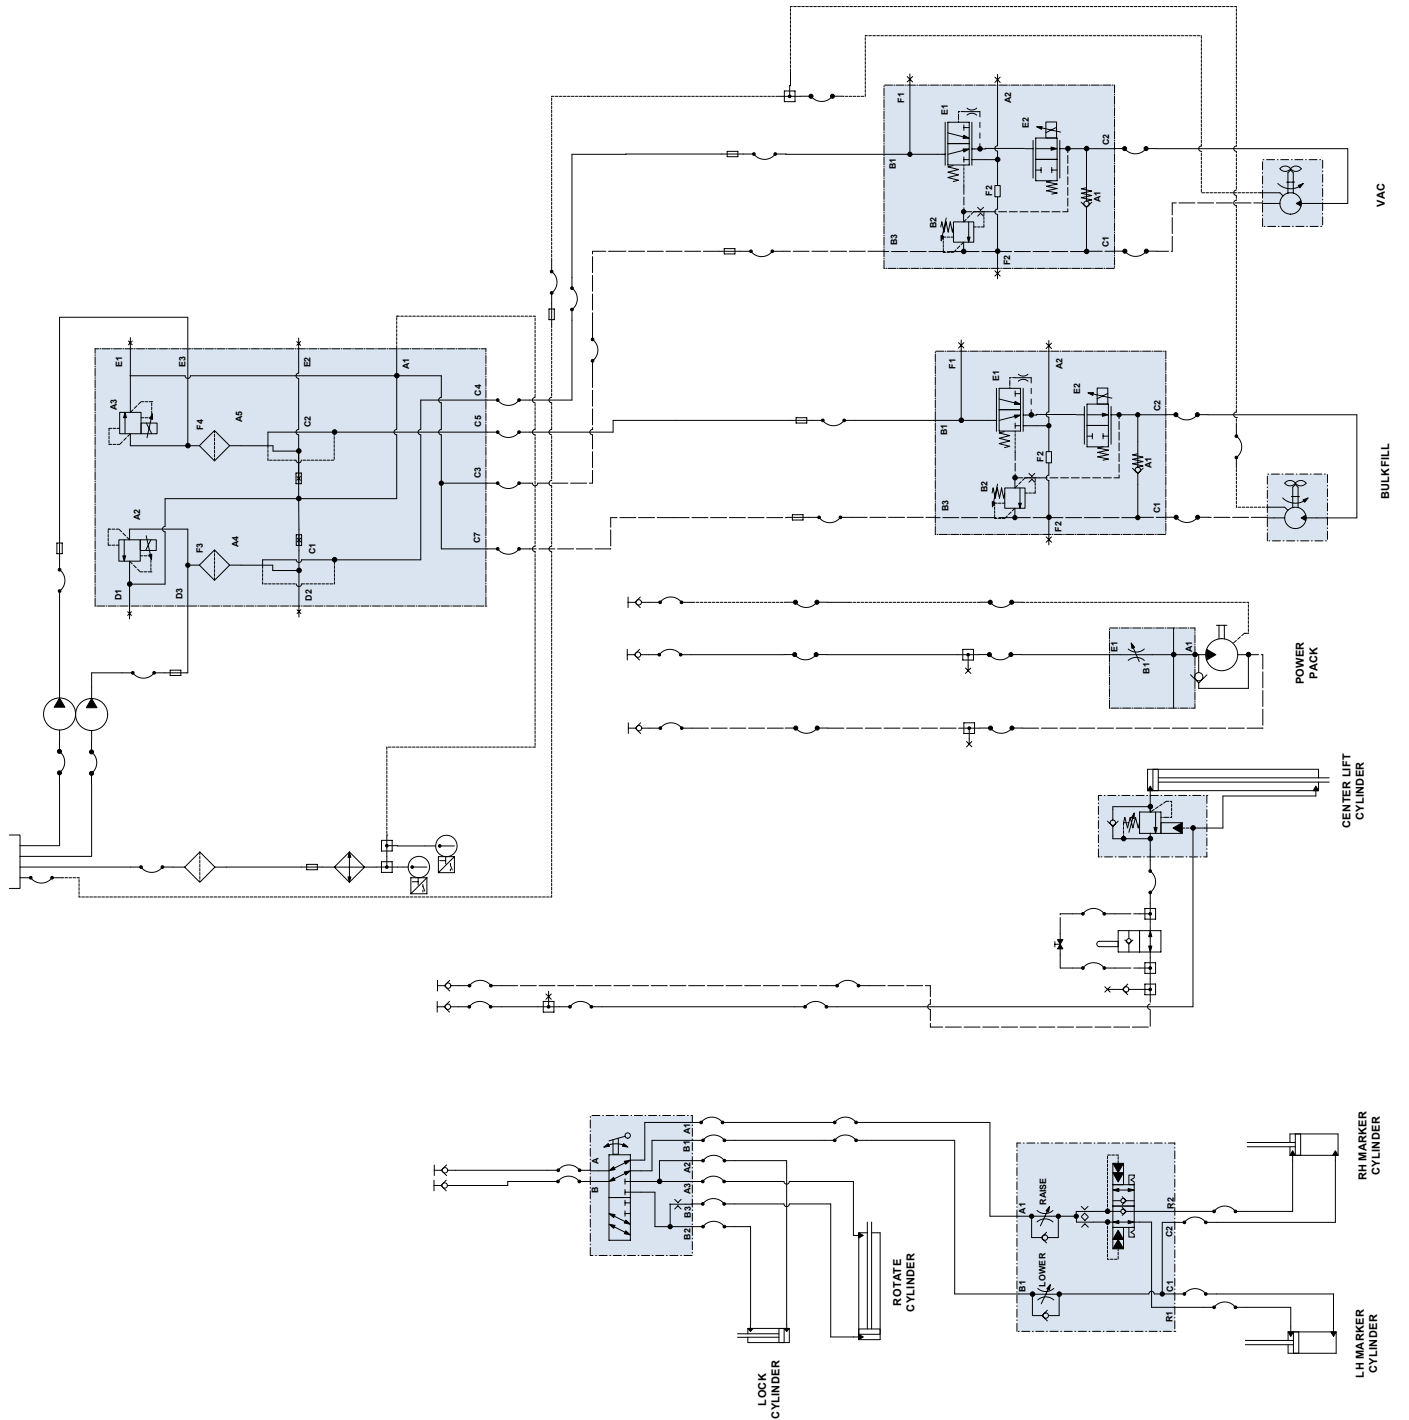 E1
E3
E2
A1
A3
F4
A5
C2
C4
C5
C3
C7
A2
F3
A4
C1
D1
D3
D2
F1
A2
E1
E2
B1
C2
F2
B2
A1
B3
F2
C1
VAC
F1
A2
E1
E2
B1
C2
F2
B2
A1
B3
F2
C1
BULKFILL
E1
B1
A1
POWER
PACK
CENTER LIFT
CYLINDER
A
B
A1
B1
A2
A3
B3
B2
ROTATE
CYLINDER
LOCK
CYLINDER
A1
RAISE
B1
LOWER
R2
C2
C1
R1
RH MARKER
CYLINDER
LH MARKER
CYLINDER